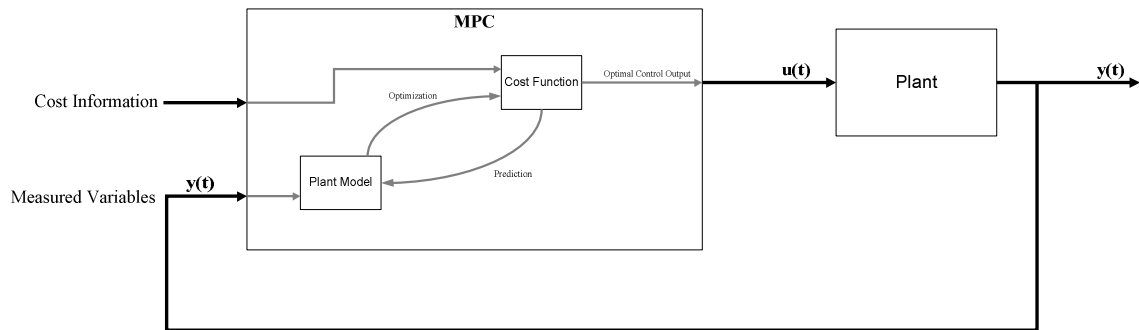 MPC
Cost Function
Optimal Control Output
u(t)
Plant
y(t)
Cost Information
Optimization
Plant Model
Prediction
y(t)
Measured Variables